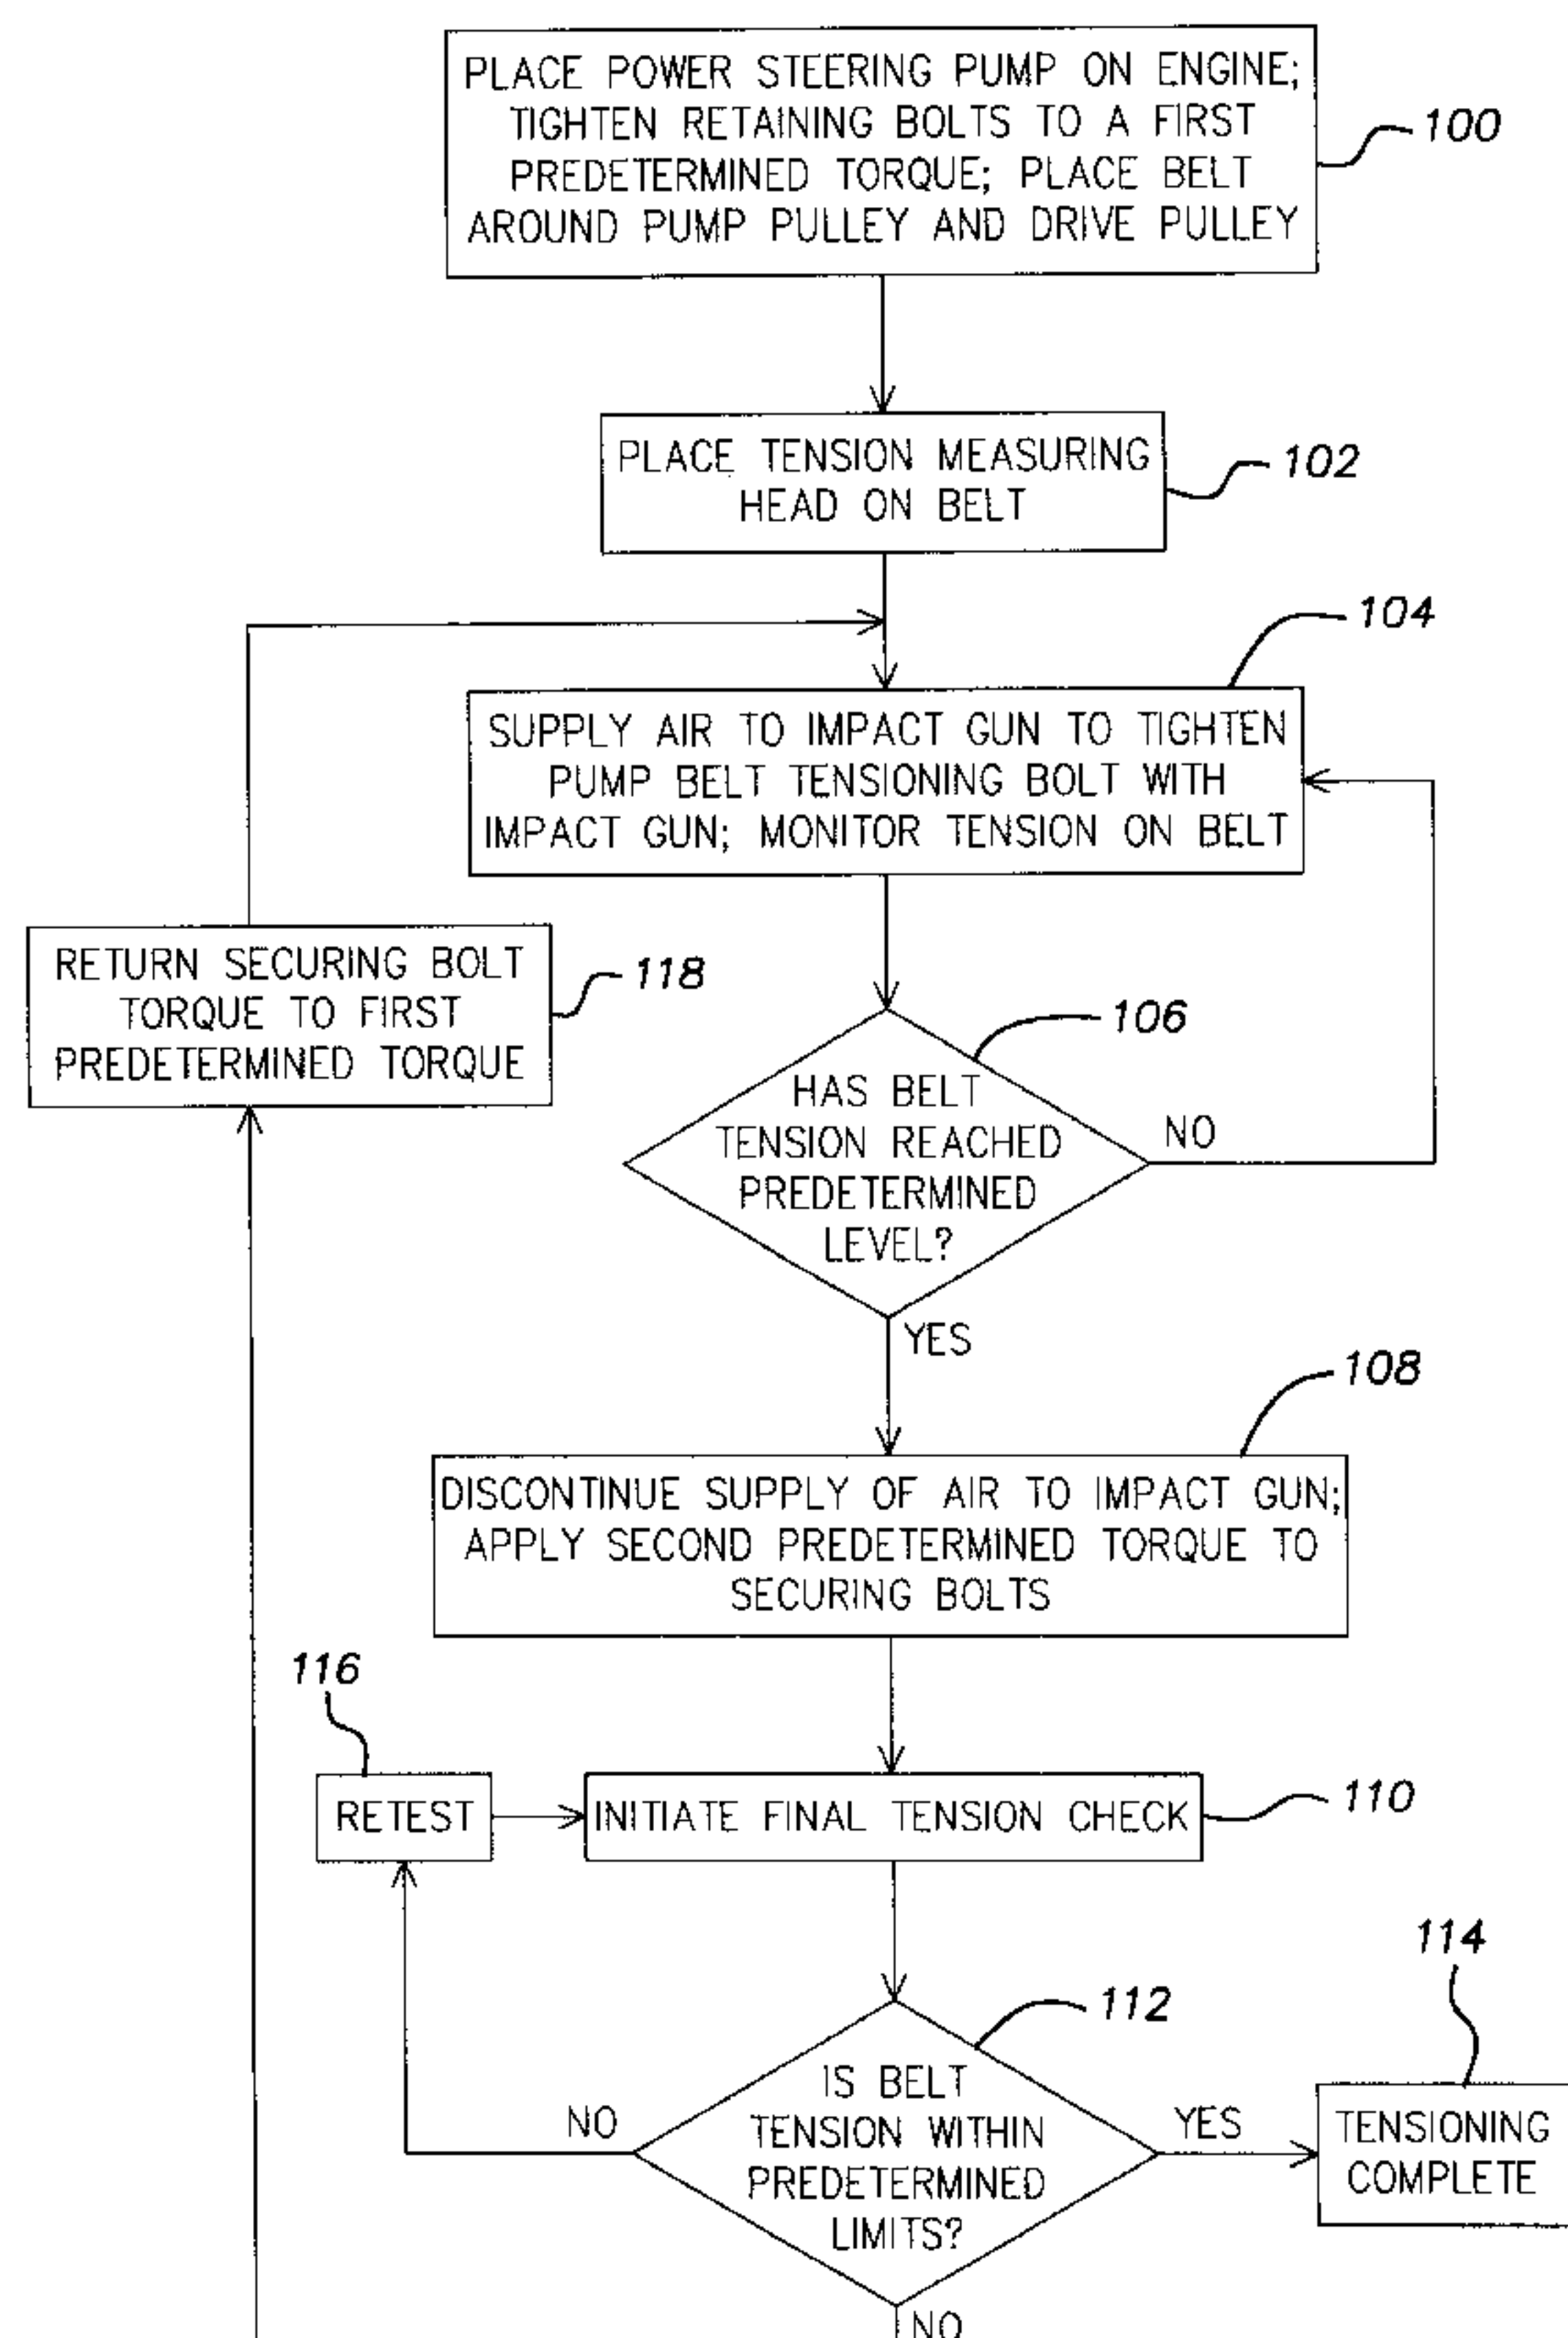 PLACE POWER STEERING PUMP ON ENGINE;
TIGHTEN RETAINING BOLTS TO A FIRST
PREDETERMINED TORQUE; PLACE BELT
AROUND PUMP PULLEY AND DRIVE PULLEY
100
PLACE TENSION MEASURING
HEAD ON BELT
102
104
SUPPLY AIR TO IMPACT GUN TO TIGHTEN
PUMP BELT TENSIONING BOLT WITH
IMPACT GUN; MONITOR TENSION ON BELT
RETURN SECURING BOLT
TORQUE TO FIRST
PREDETERMINED TORQUE
118
106
HAS BELT
TENSION REACHED
PREDETERMINED
LEVEL?
NO
YES
108
DISCONTINUE SUPPLY OF AIR TO IMPACT GUN;
APPLY SECOND PREDETERMINED TORQUE TO
SECURING BOLTS
116
RETEST
INITIATE FINAL TENSION CHECK
110
112
IS BELT
TENSION WITHIN
PREDETERMINED
LIMITS?
NO
YES
114
TENSIONING
COMPLETE
NO